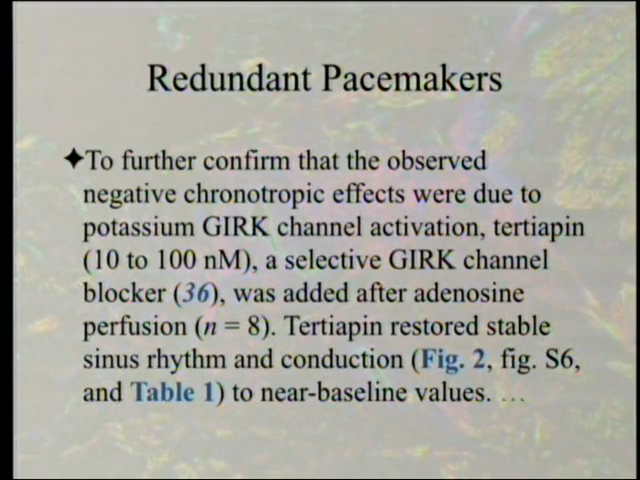 Redundant Pacemakers
✦To further confirm that the observed
negative chronotropic effects were due to
potassium GIRK channel activation, tertiapin
(10 to 100 nM), a selective GIRK channel
blocker (36), was added after adenosine
perfusion (n = 8). Tertiapin restored stable
sinus rhythm and conduction (Fig. 2, fig. S6,
and Table 1) to near-baseline values. …